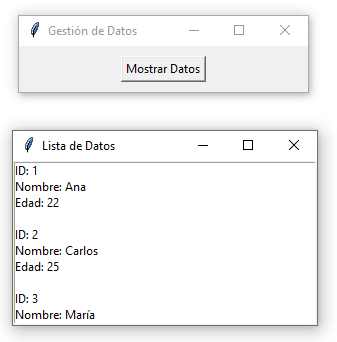 Gestión de Datos
Mostrar Datos
Lista de Datos
ID: 1
Nombre: Ana
Edad: 22
ID: 2
Nombre: Carlos
Edad: 25
ID: 3
Nombre: María